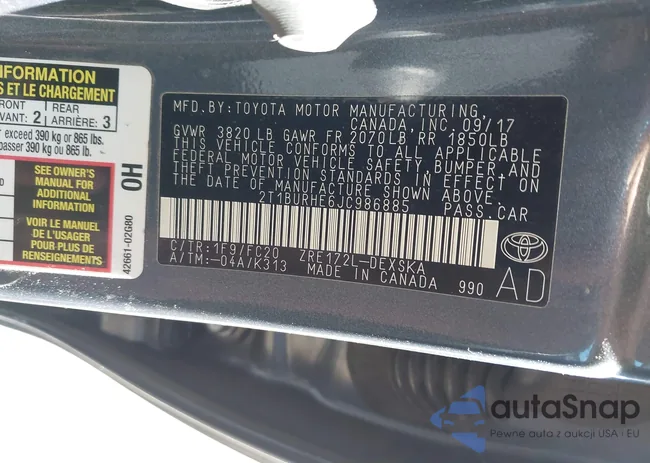 INFORMATION
S ET LE CHARGEMENT
FRONT
VANT: 2
REAR
ARRIÈRE: 3
exceed 390 kg or 865 lbs.
passer 390 kg ou 865 lb.
SEE OWNER'S
MANUAL FOR
ADDITIONAL
INFORMATION
VOIR LE MANUEL
DE L'USAGER
POUR PLUS DE
RENSEIGNEMENTS
0H
42661-02G80
MFD.BY:TOYOTA MOTOR MANUFACTURING,
CANADA, INC. 09/17
GVWR 3820LB GAWR FR 2070LB RR 1850LB
THIS VEHICLE CONFORMS TO ALL APPLICABLE
FEDERAL MOTOR VEHICLE SAFETY, BUMPER, AND
THEFT PREVENTION STANDARDS IN EFFECT ON
THE DATE OF MANUFACTURE SHOWN ABOVE.
2T1BURHE6JC986885 PASS.CAR
C/TR:1F9/FC20 ZRE172L-DEXSKA
A/TM:-04A/K313 MADE IN CANADA 990
TOYOTA
AD
autaSnap
Pewne auta z aukcji USA i EU